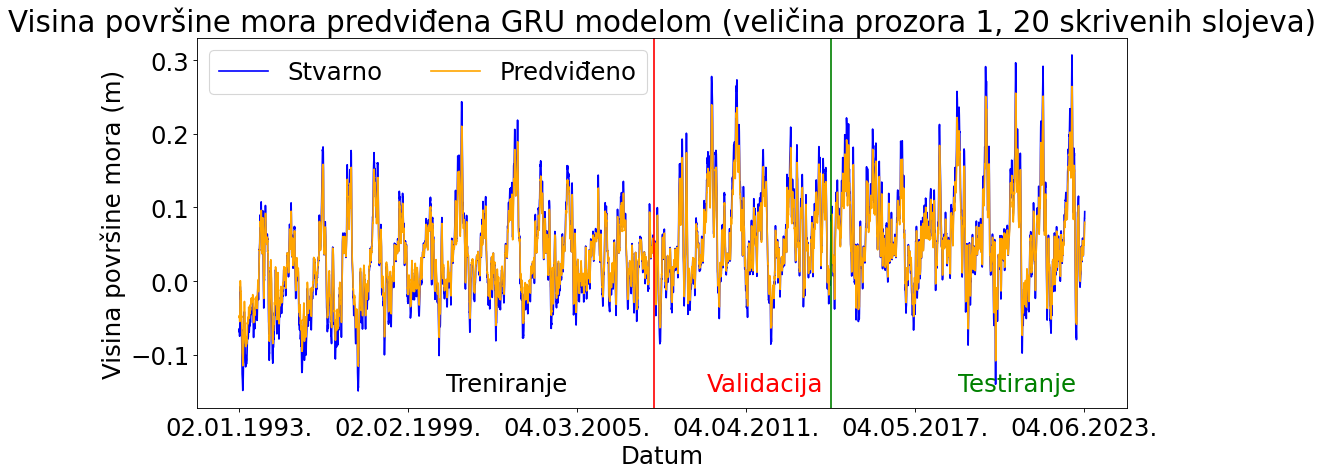 Visina površine mora predviđena GRU modelom (veličina prozora 1, 20 skrivenih slojeva)
Stvarno Predviđeno
Visina površine mora (m)
0.3
0.2
0.1
0.0
−0.1
Treniranje Validacija Testiranje
02.01.1993. 02.02.1999. 04.03.2005. 04.04.2011. 04.05.2017. 04.06.2023.
Datum